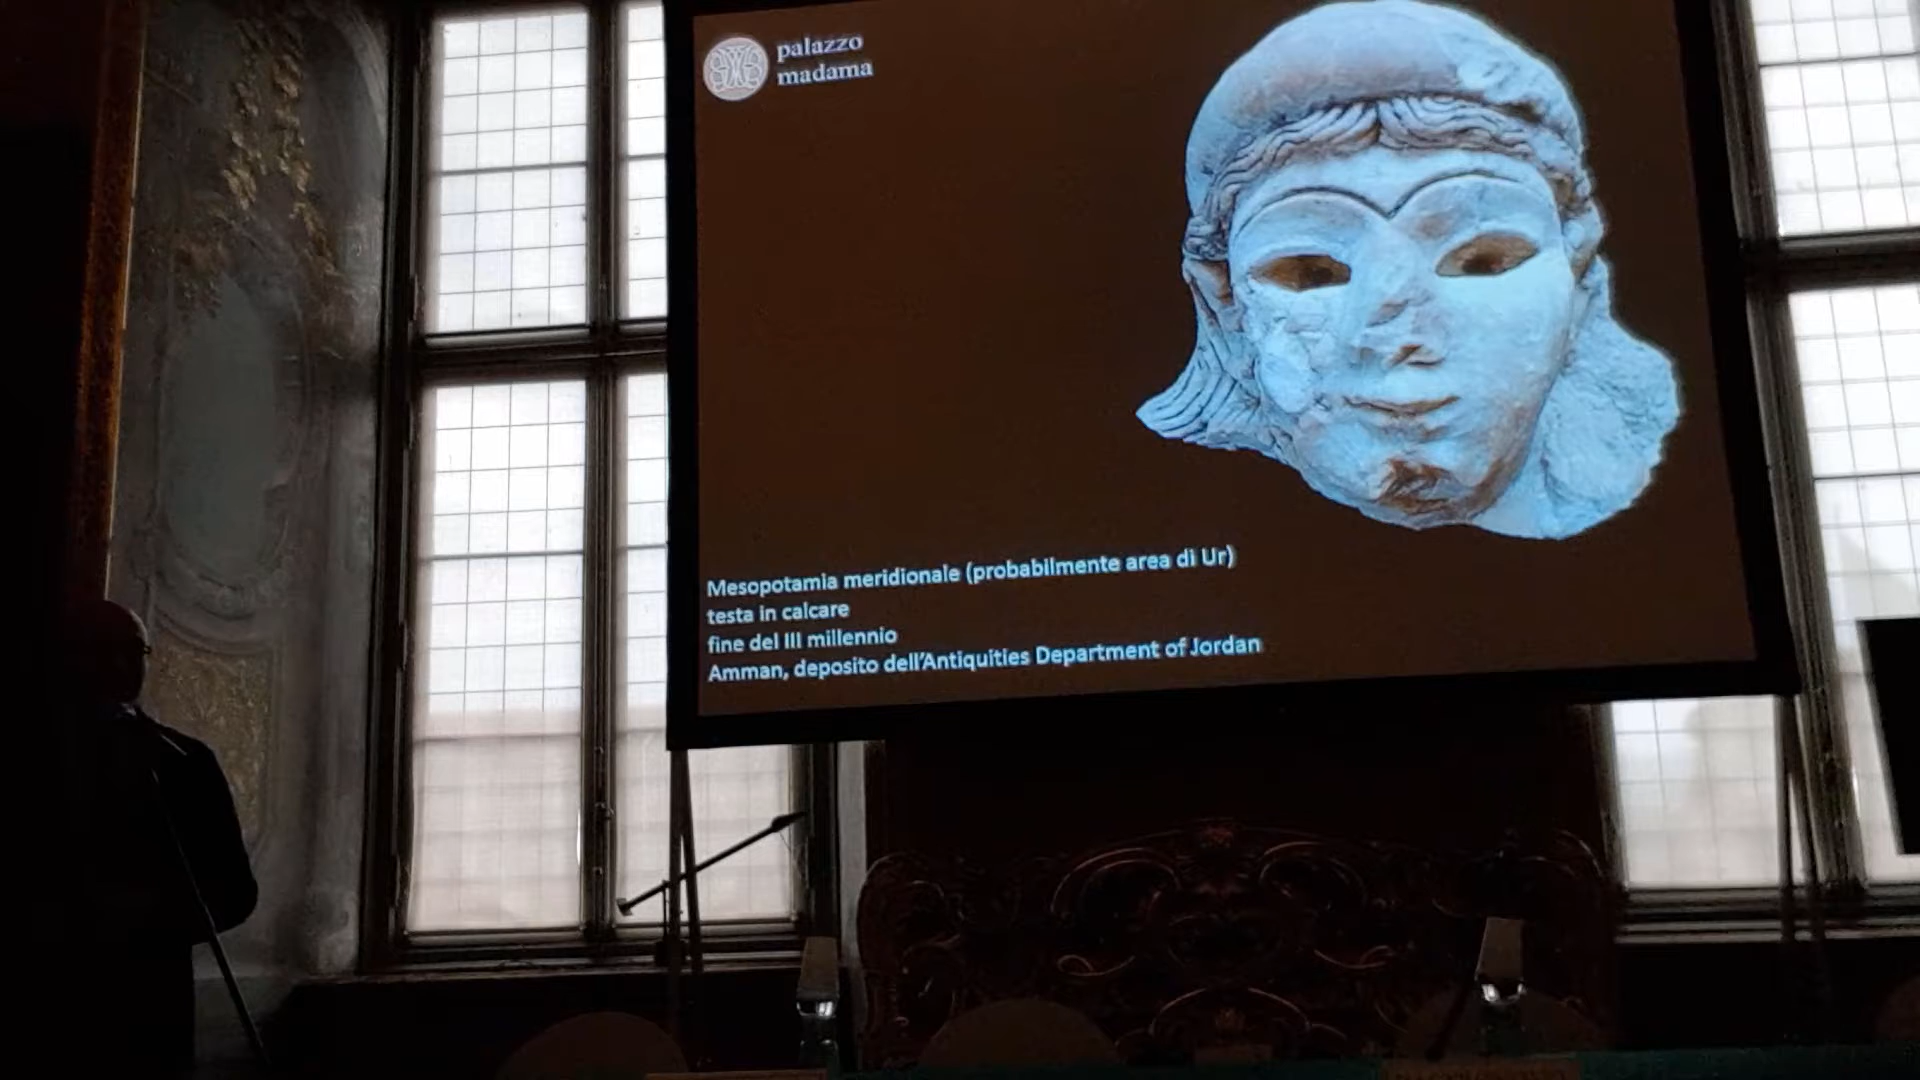 palazzo
madama
Mesopotamia meridionale (probabilmente area di Ur)
testa in calcare
fine del III millennio
Amman, deposito dell'Antiquities Department of Jordan